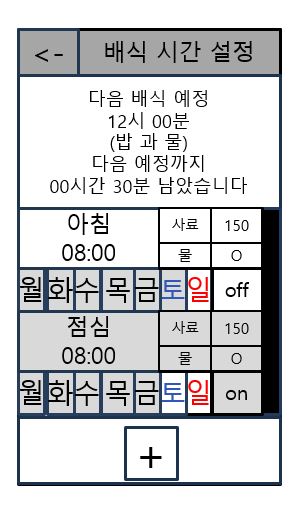 <- 배식 시간 설정
다음 배식 예정
12시 00분
(밥 과 물)
다음 예정까지
00시간 30분 남았습니다
아침 사료 150
08:00 물 O
월 화 수 목 금 토 일 off
점심 사료 150
08:00 물 O
월 화 수 목 금 토 일 on
+